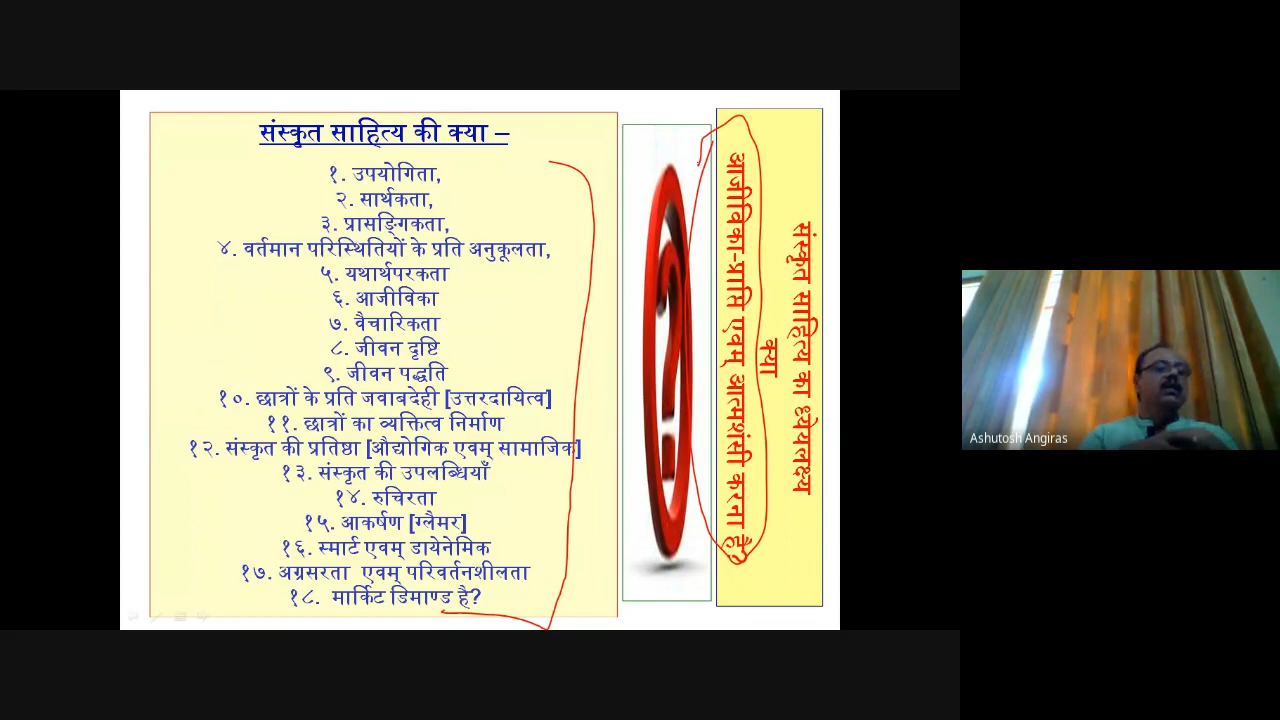 संस्कृत साहित्य की क्या –
१. उपयोगिता,
२. सार्थकता,
३. प्रासङ्गिकता,
४. वर्तमान परिस्थितियों के प्रति अनुकूलता,
५. यथार्थपरकता
६. आजीविका
७. वैचारिकता
८. जीवन दृष्टि
९. जीवन पद्धति
१०. छात्रों के प्रति जवाबदेही [उत्तरदायित्व]
११. छात्रों का व्यक्तित्व निर्माण
१२. संस्कृत की प्रतिष्ठा [औद्योगिक एवम् सामाजिक]
१३. संस्कृत की उपलब्धियाँ
१४. रुचिरता
१५. आकर्षण [ग्लैमर]
१६. स्मार्ट एवम् डायेनेमिक
१७. अग्रसरता एवम् परिवर्तनशीलता
१८. मार्किट डिमाण्ड है?
संस्कृत साहित्य का ध्येयलक्ष्य
क्या
आजीविका-प्राप्ति एवम् आत्मशंसी करना है?
Ashutosh Angiras